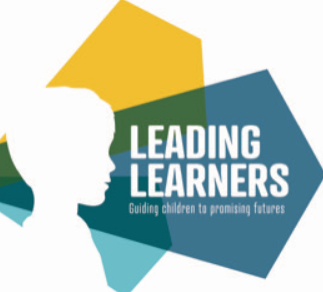 LEADING
LEARNERS
Guiding children to promising futures